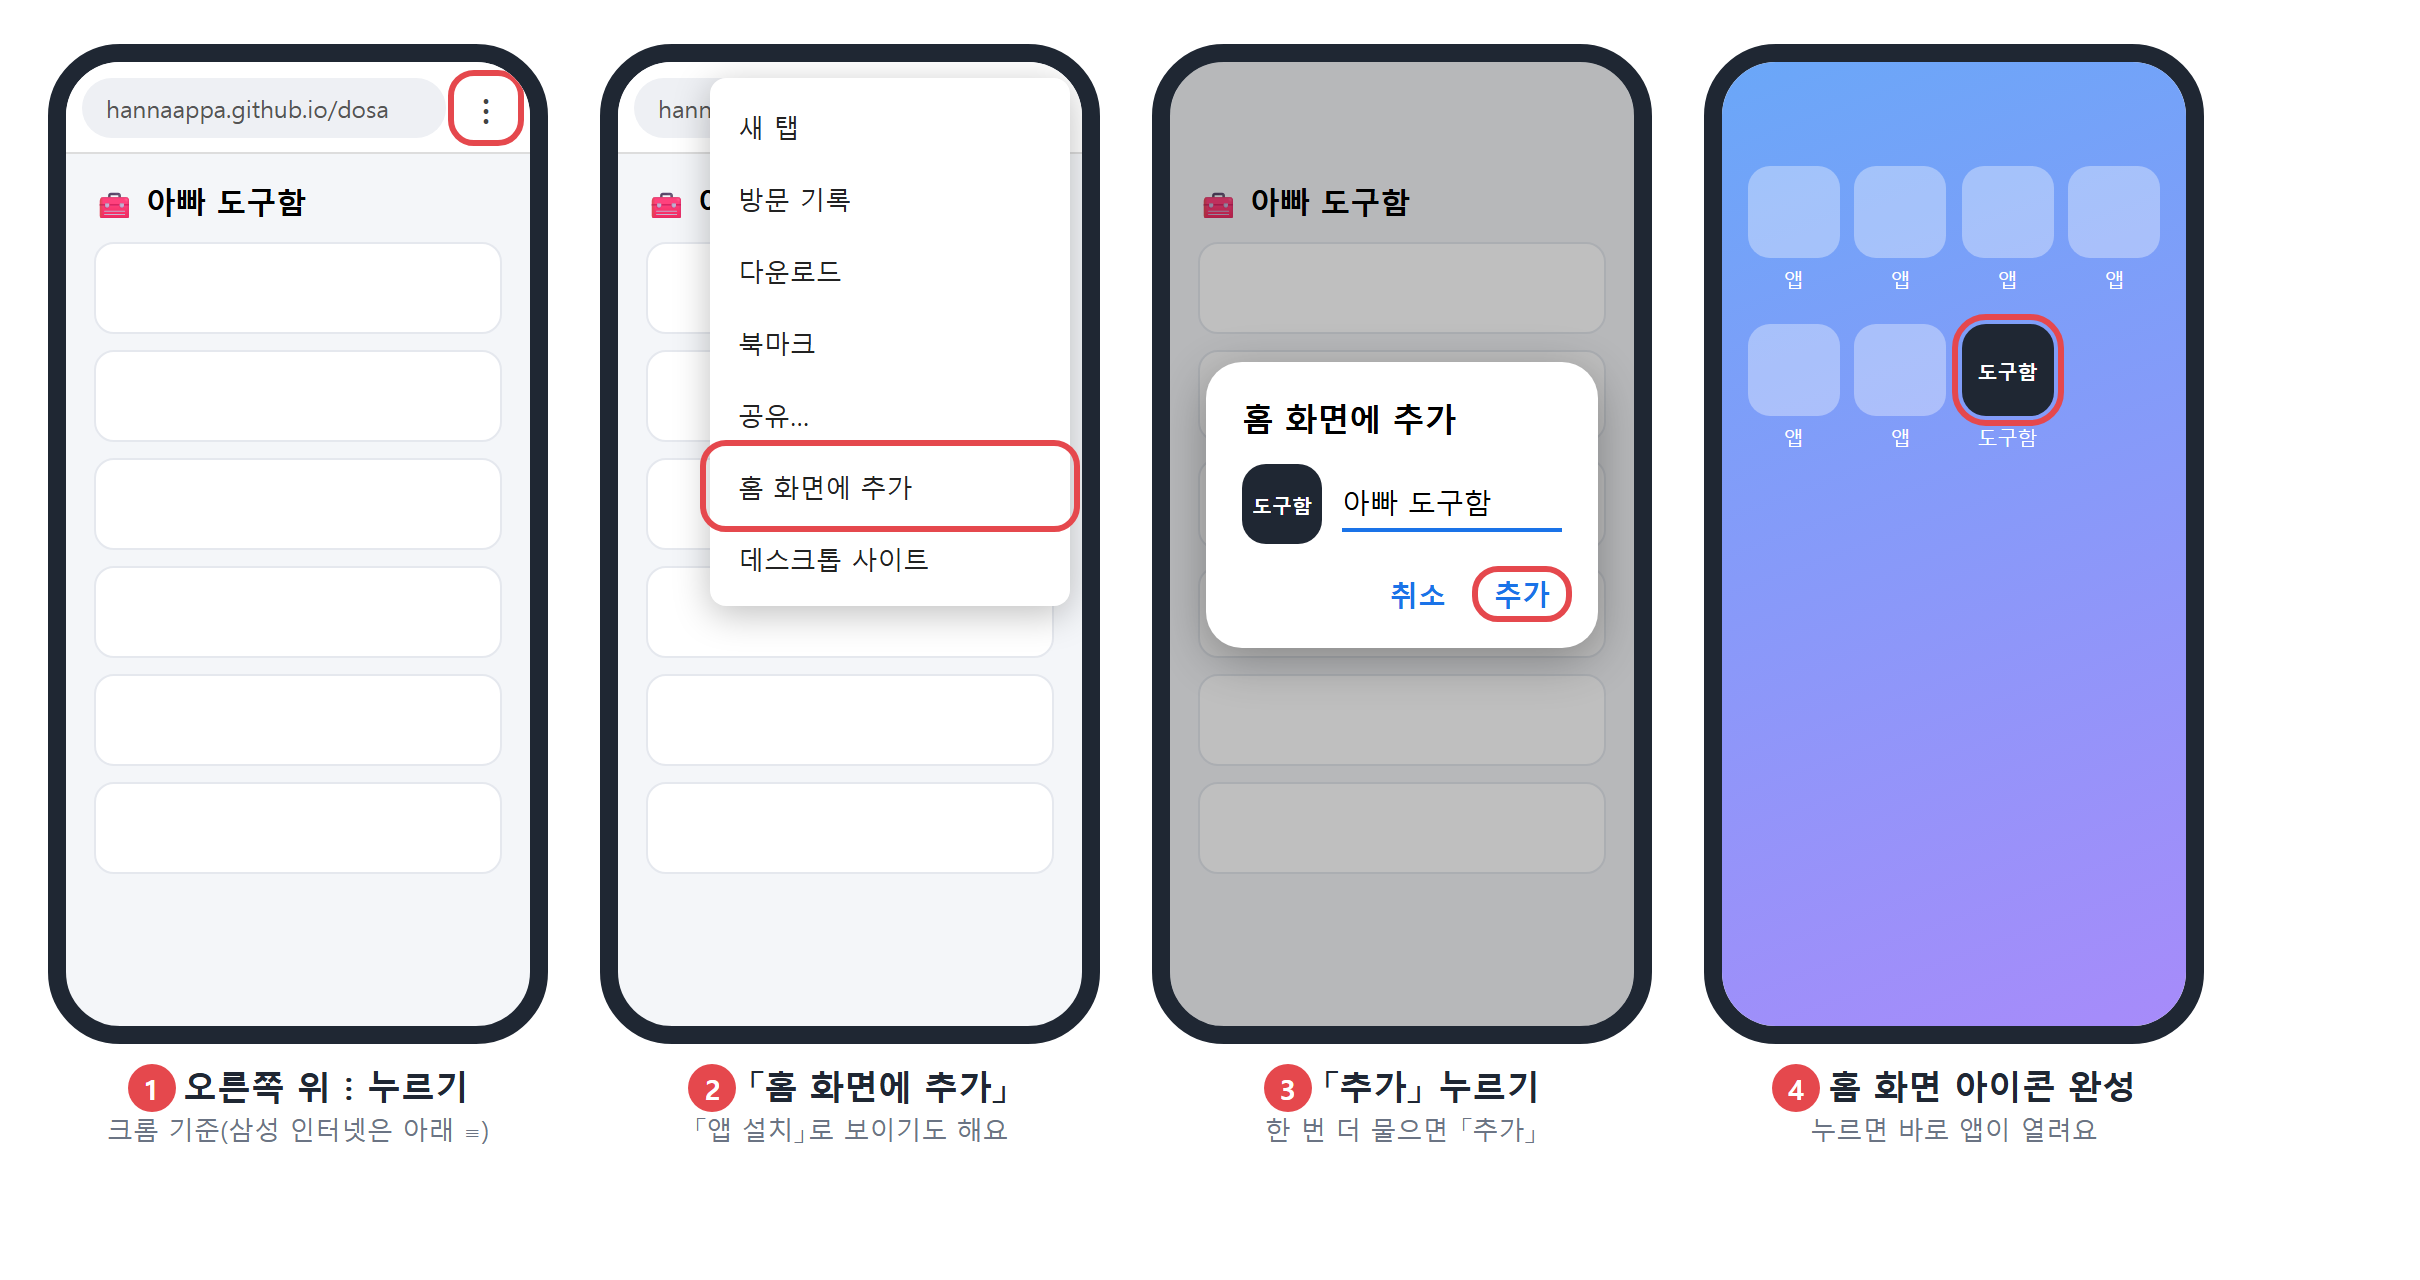 hannaappa.github.io/dosa ⋮
🧰 아빠 도구함
❶ 오른쪽 위 ⋮ 누르기
크롬 기준(삼성 인터넷은 아래 ≡)
hann
새 탭
방문 기록
다운로드
북마크
공유...
홈 화면에 추가
데스크톱 사이트
❷ 「홈 화면에 추가」
「앱 설치」로 보이기도 해요
🧰 아빠 도구함
홈 화면에 추가
도구함
아빠 도구함
취소
추가
❸ 「추가」 누르기
한 번 더 물으면 「추가」
앱 앱 앱 앱
도구함
앱 앱 도구함
❹ 홈 화면 아이콘 완성
누르면 바로 앱이 열려요